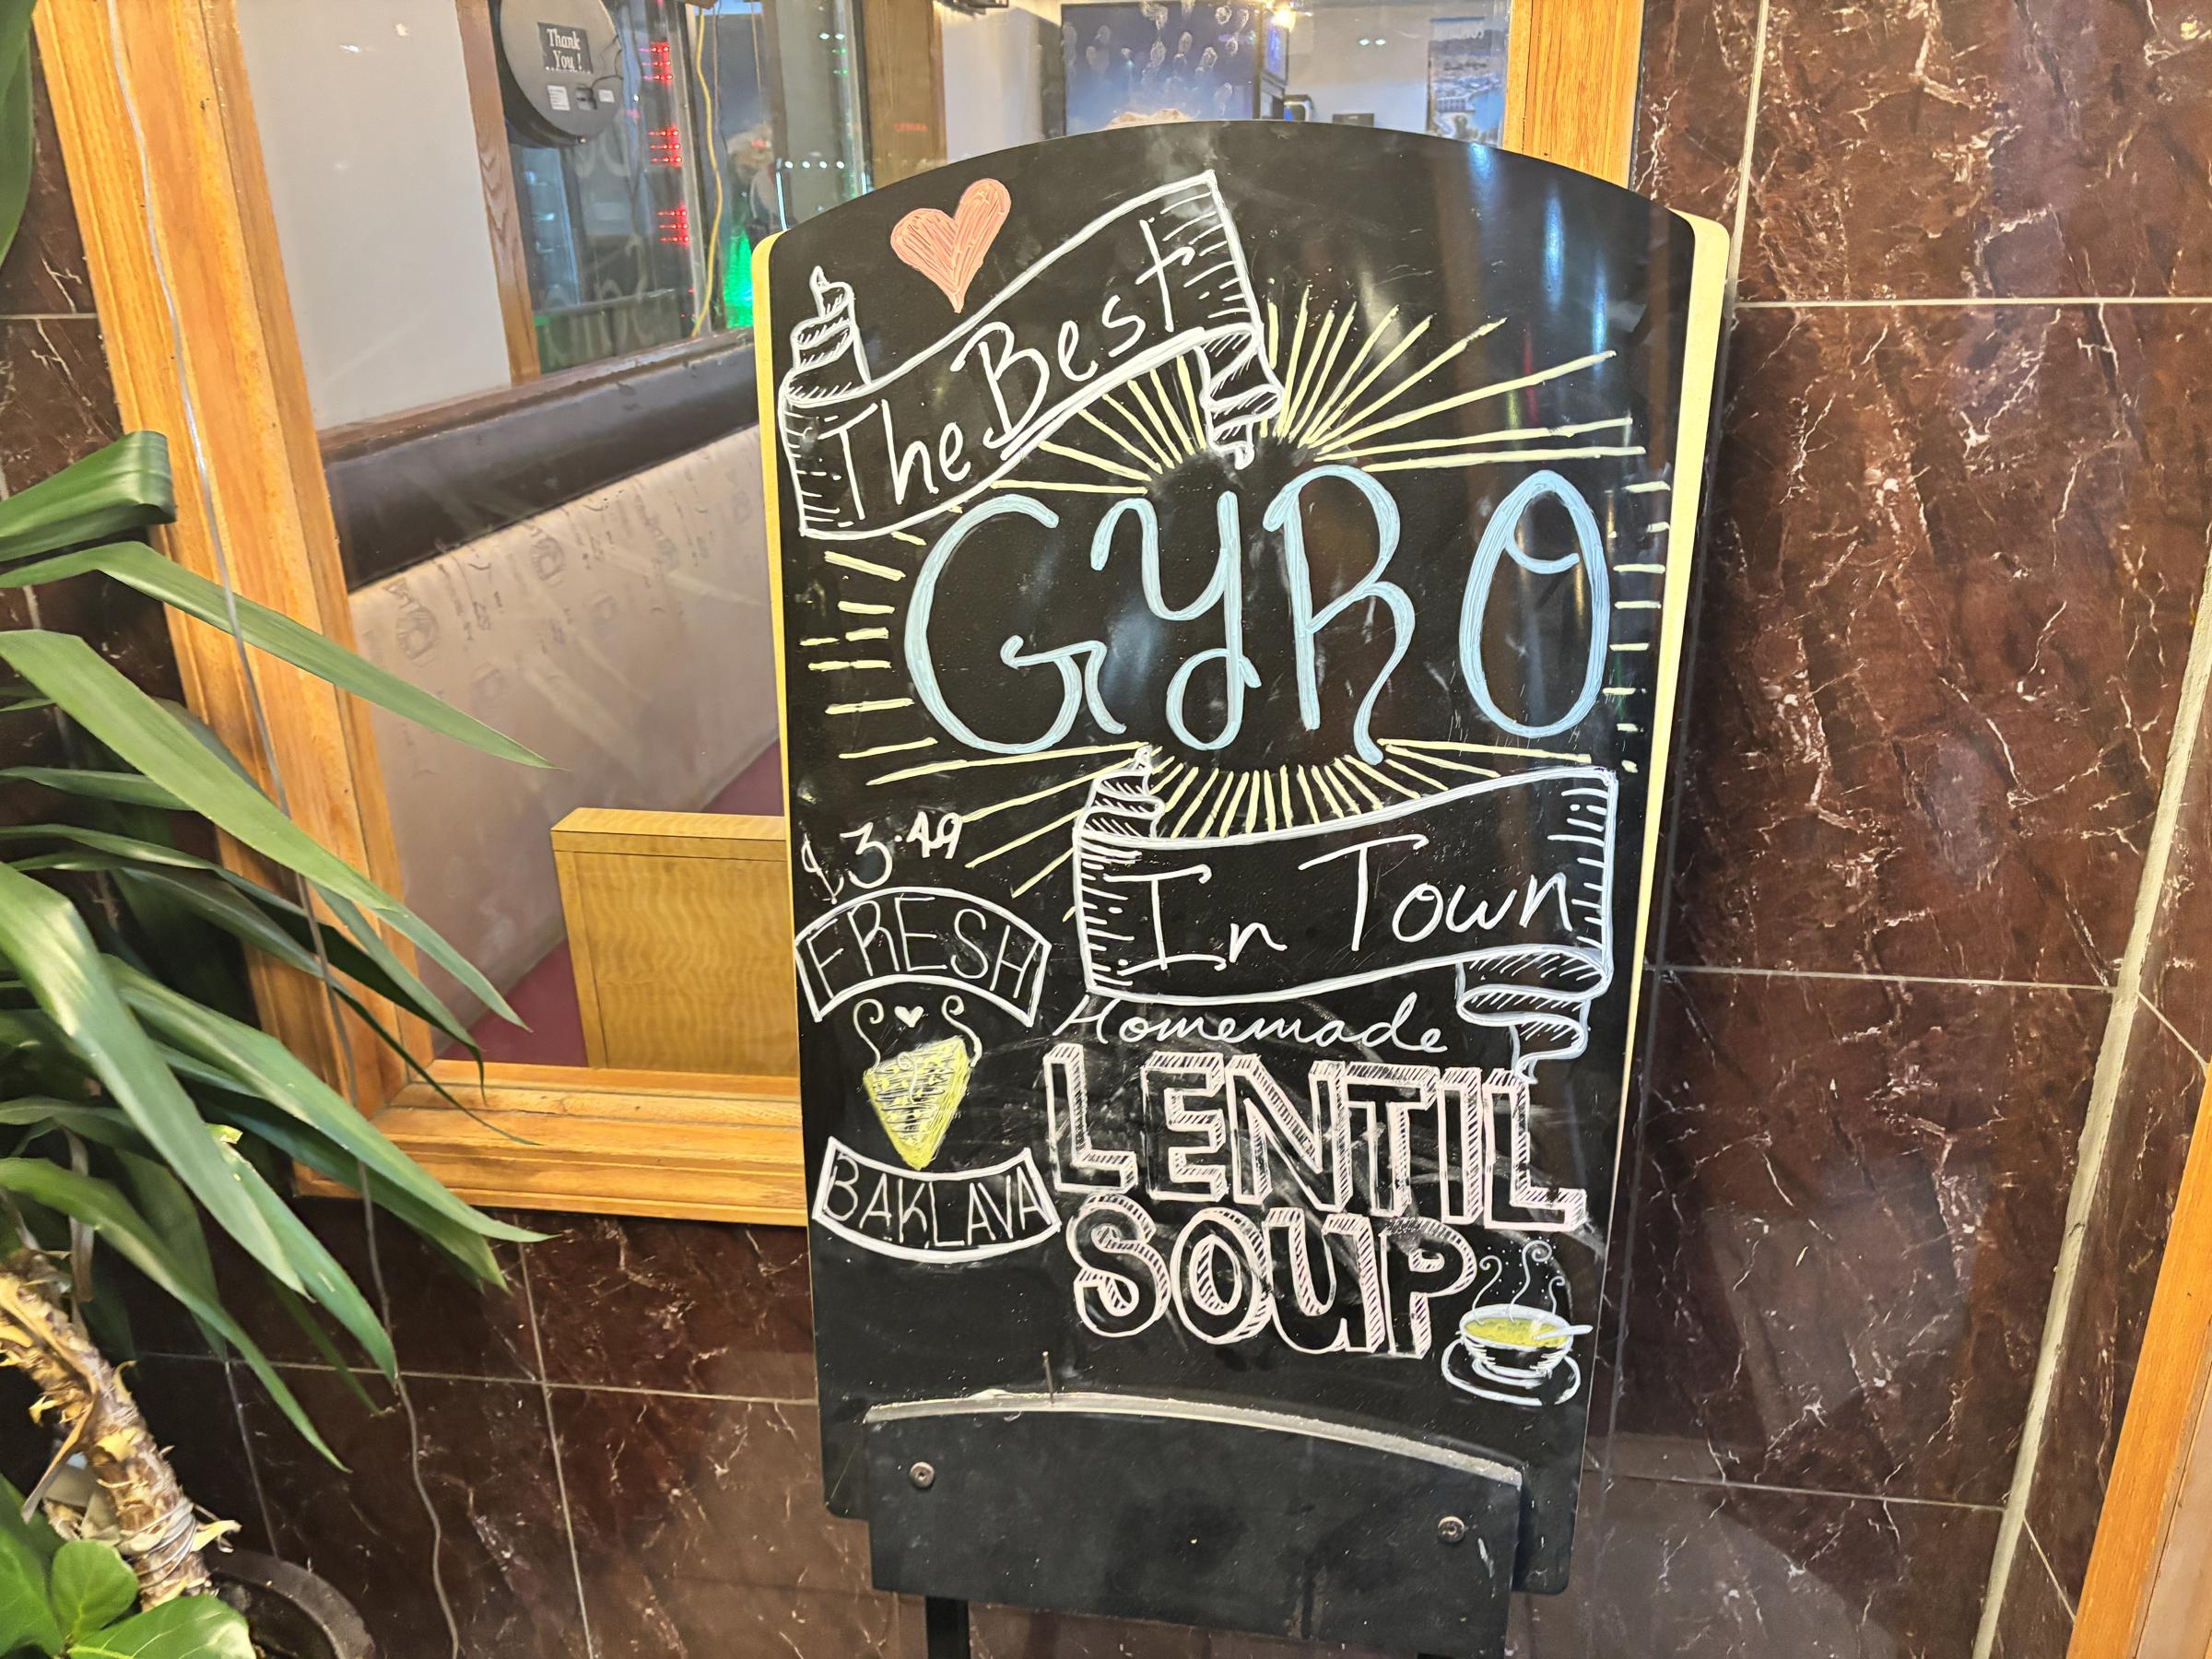 Thank
You!
The Best
GYRO
In Town
$3.49
FRESH
BAKLAVA
Homemade
LENTIL
SOUP